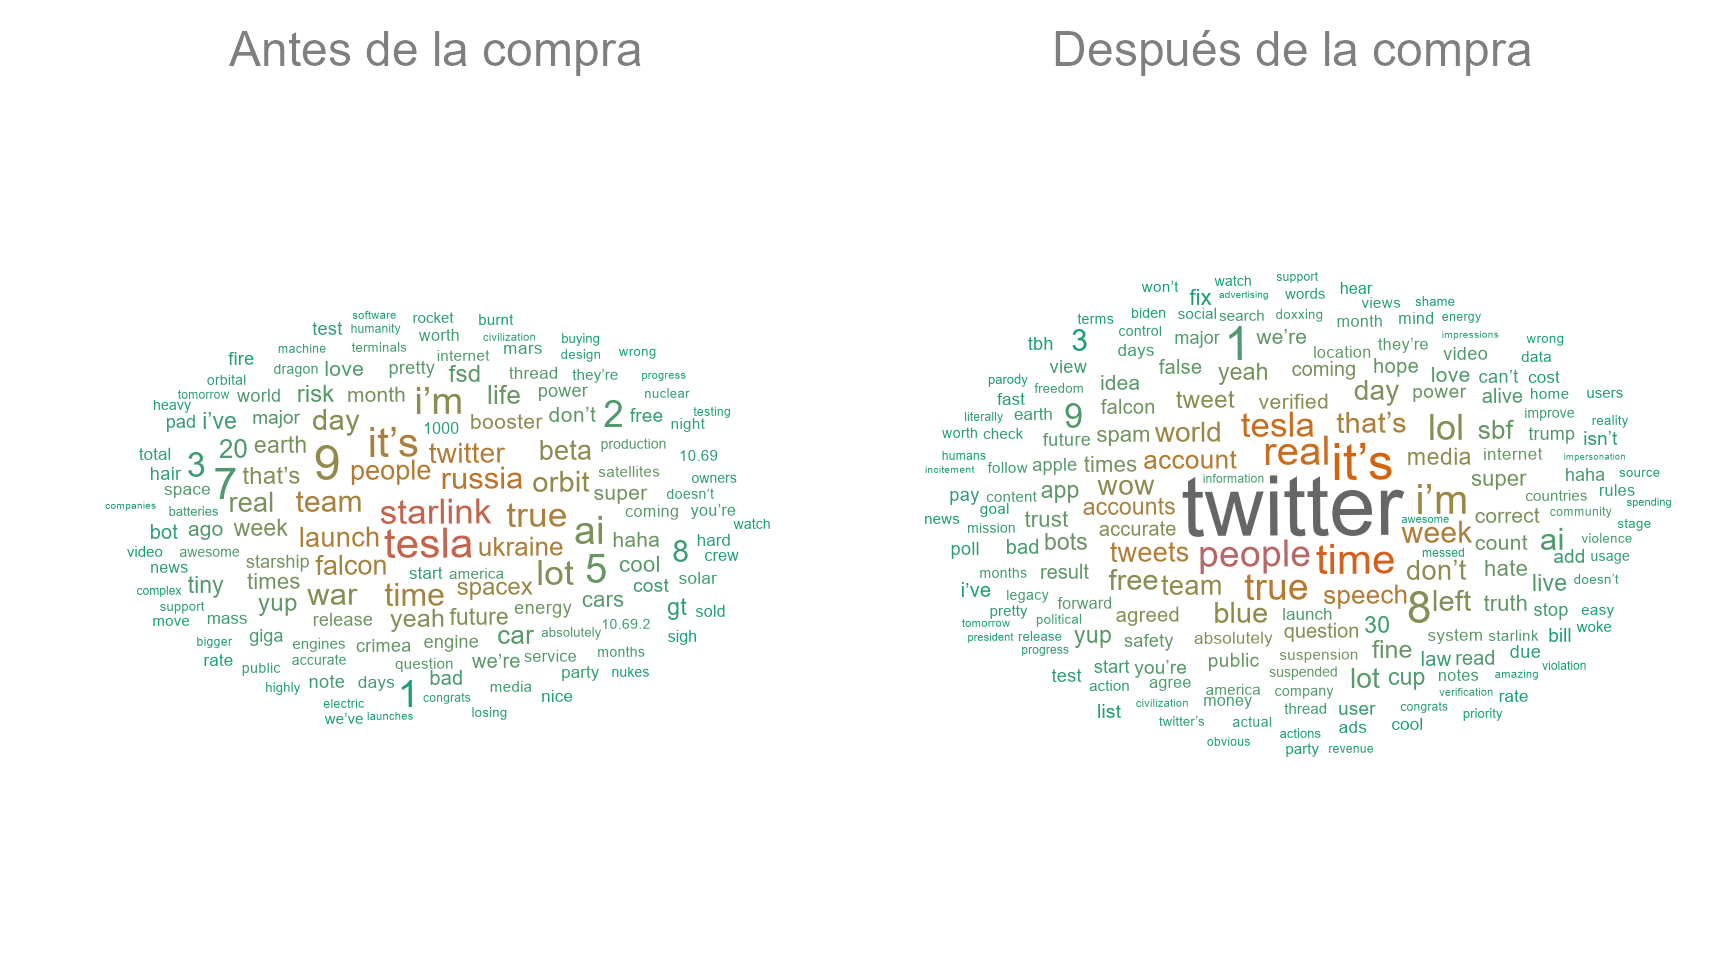 Antes de la compra
software rocket burnt
test humanity worth civilization buying
machine terminals internet mars design wrong
fire dragon love pretty fsd thread they’re progress
orbital
tomorrow world risk month i’m life power nuclear
heavy pad i’ve major day 1000 booster don’t 2 free night testing
total 20 earth it’s twitter beta production 10.69
hair 3 7 that’s 9 people russia orbit satellites owners
space real team starlink true super doesn’t
companies batteries coming you’re
bot ago week launch tesla ukraine ai haha 8 hard watch
video awesome starship falcon start america lot 5 cool crew
news
complex tiny times war time spacex cars cost solar
support yup release yeah future energy gt sold
move mass giga engines crimea engine car absolutely 10.69.2 sigh
bigger
rate public accurate question we’re service months
highly note days 1 bad party nukes
electric congrats media nice
we’ve launches losing
Después de la compra
won’t watch support
fix advertising words hear
terms biden social search doxxing views shame
tbh 3 control major 1 we’re month mind energy
days location they’re impressions wrong
view false yeah coming hope video data
parody freedom idea day love can’t cost
fast falcon tweet verified power alive home users
literally earth 9 tesla that’s lol improve reality
worth check future spam world real it’s sbf trump isn’t
humans
incitement follow apple times account media internet impersonation
information super haha source
pay content app wow twitter i’m countries rules spending
news goal trust accounts awesome correct community stage
mission accurate week
poll bad bots tweets people time messed count ai violence
months result add usage
i’ve legacy free team true don’t hate live doesn’t
pretty forward speech 8 left truth stop easy
tomorrow political agreed blue launch 30 woke
president release progress yup safety absolutely question system starlink bill
test start you’re public suspension fine law read due violation
action agree suspended lot cup notes amazing
america company verification rate
list civilization money thread user congrats priority
twitter’s actual ads cool
obvious actions
party revenue